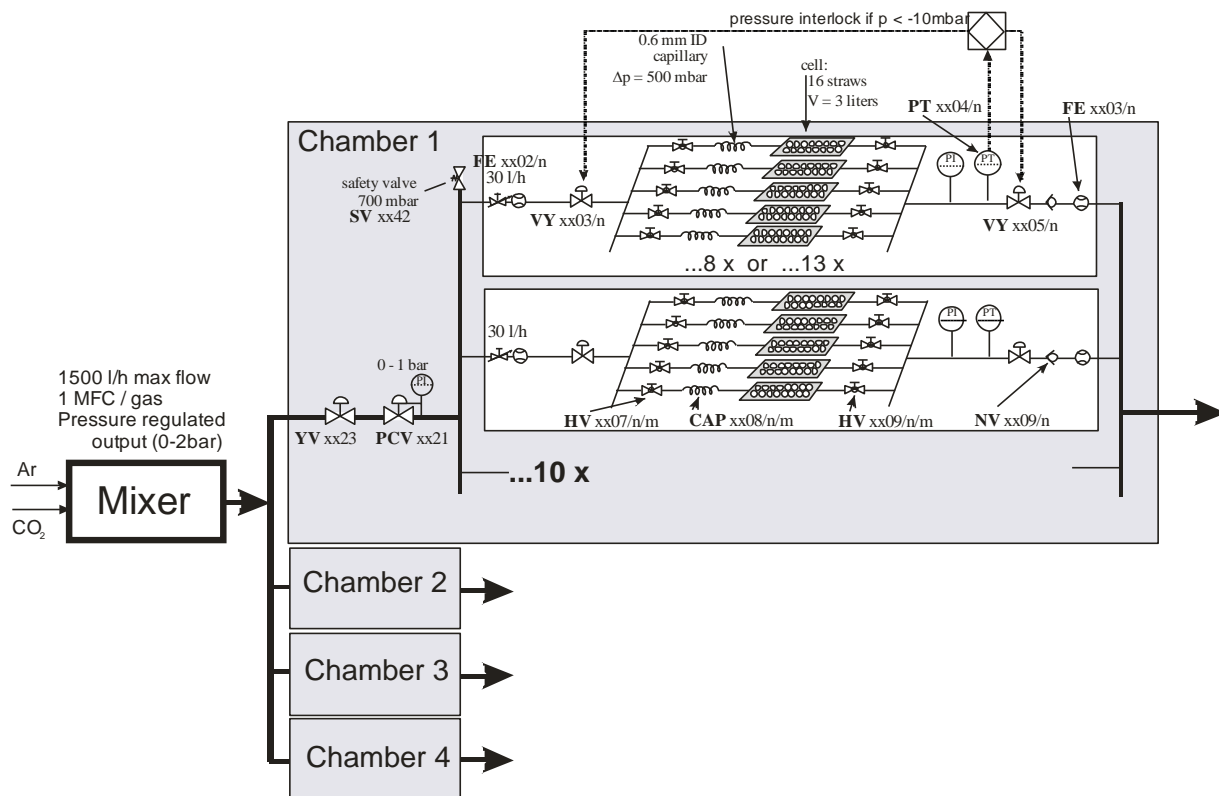 pressure interlock if p < -10mbar
0.6 mm ID
capillary
Δp = 500 mbar
cell:
16 straws
V = 3 liters
PT xx04/n
FE xx03/n
Chamber 1
FE xx02/n
30 l/h
safety valve
700 mbar
SV xx42
VY xx03/n
PI
PT
VY xx05/n
...8 x or ...13 x
30 l/h
PI
PT
0 - 1 bar
PI
HV xx07/n/m
CAP xx08/n/m
HV xx09/n/m
NV xx09/n
1500 l/h max flow
1 MFC / gas
Pressure regulated
output (0-2bar)
YV xx23
PCV xx21
...10 x
Ar
CO2
Mixer
Chamber 2
Chamber 3
Chamber 4